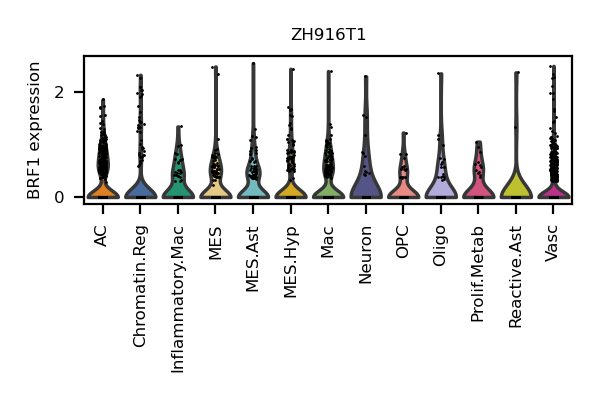 ZH916T1
BRF1 expression
2
0
AC
Chromatin.Reg
Inflammatory.Mac
MES
MES.Ast
MES.Hyp
Mac
Neuron
OPC
Oligo
Prolif.Metab
Reactive.Ast
Vasc